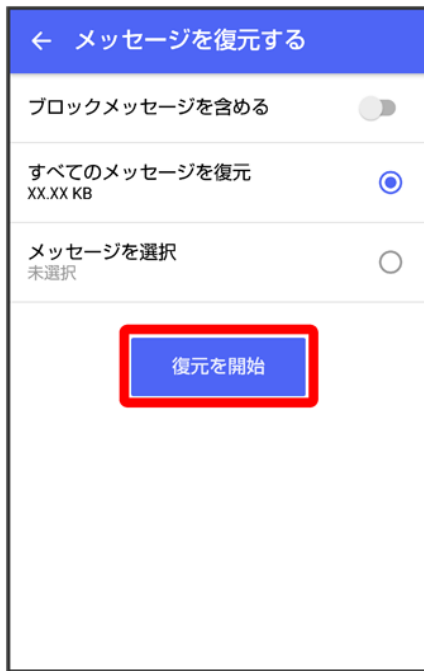 ← メッセージを復元する
ブロックメッセージを含める
すべてのメッセージを復元
XX.XX KB
メッセージを選択
未選択
復元を開始